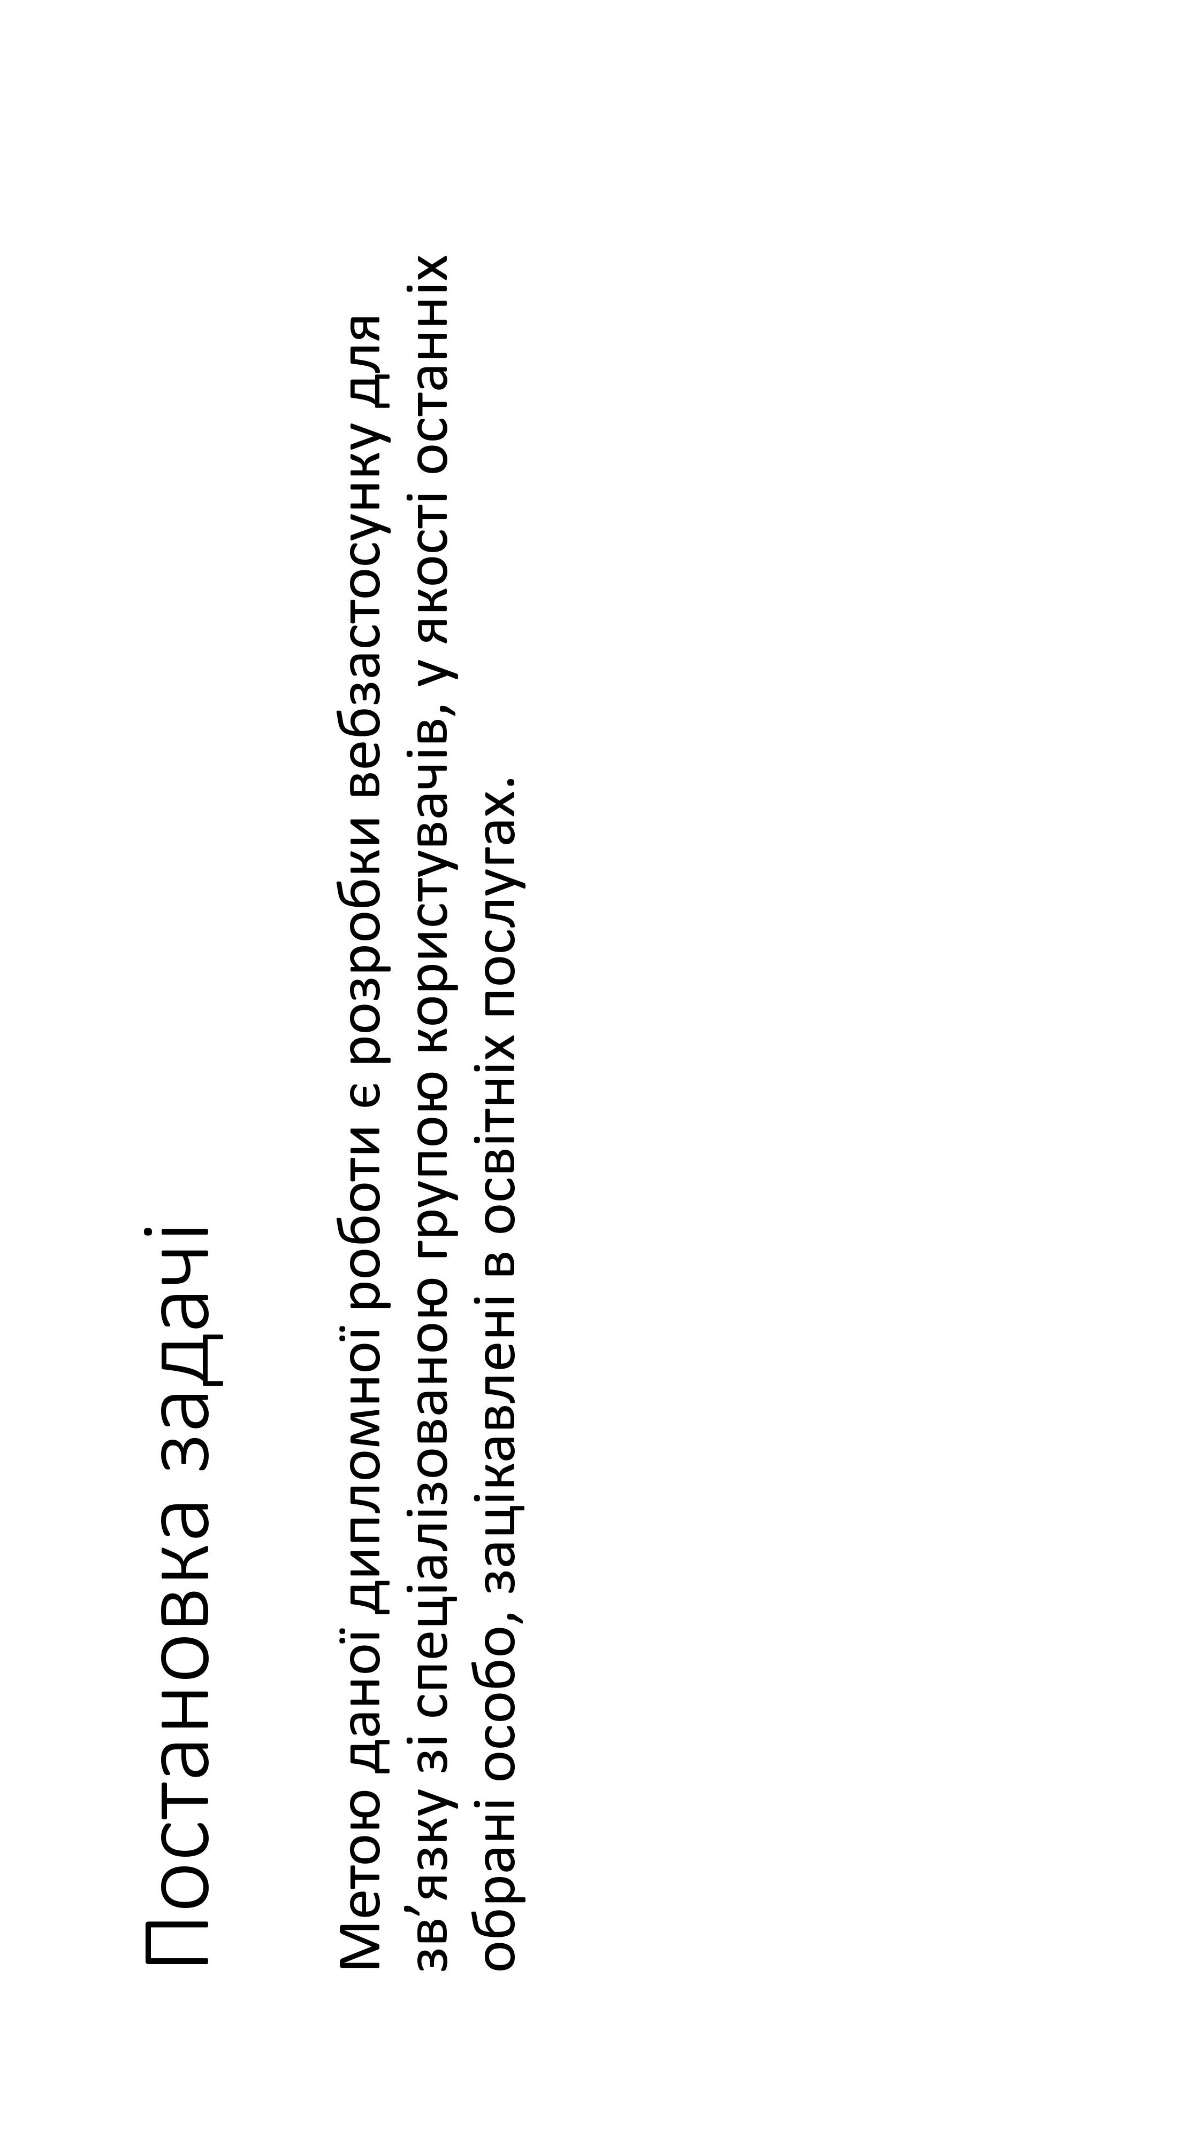 Постановка задачі
Метою даної дипломної роботи є розробки вебзастосунку для
зв’язку зі спеціалізованою групою користувачів, у якості останніх
обрані особо, зацікавлені в освітніх послугах.